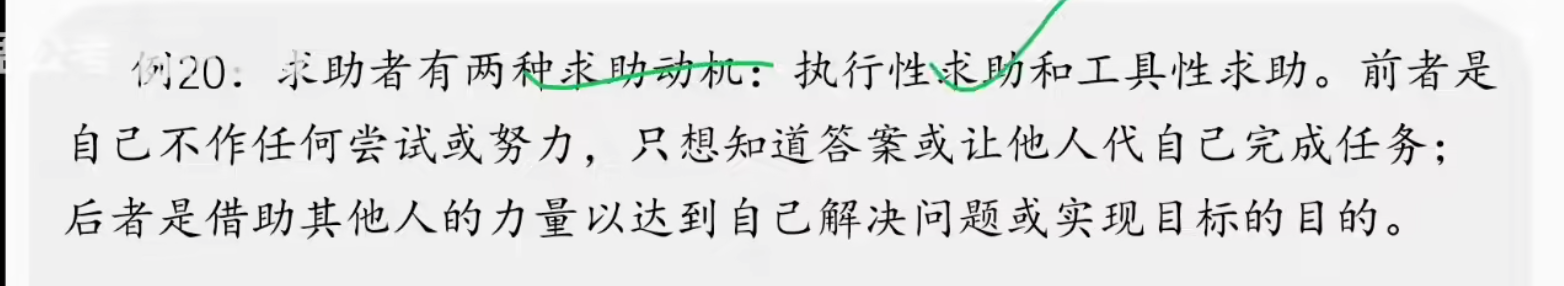 公考
例20：求助者有两种求助动机：执行性求助和工具性求助。前者是
自己不作任何尝试或努力，只想知道答案或让他人代自己完成任务；
后者是借助其他人的力量以达到自己解决问题或实现目标的目的。